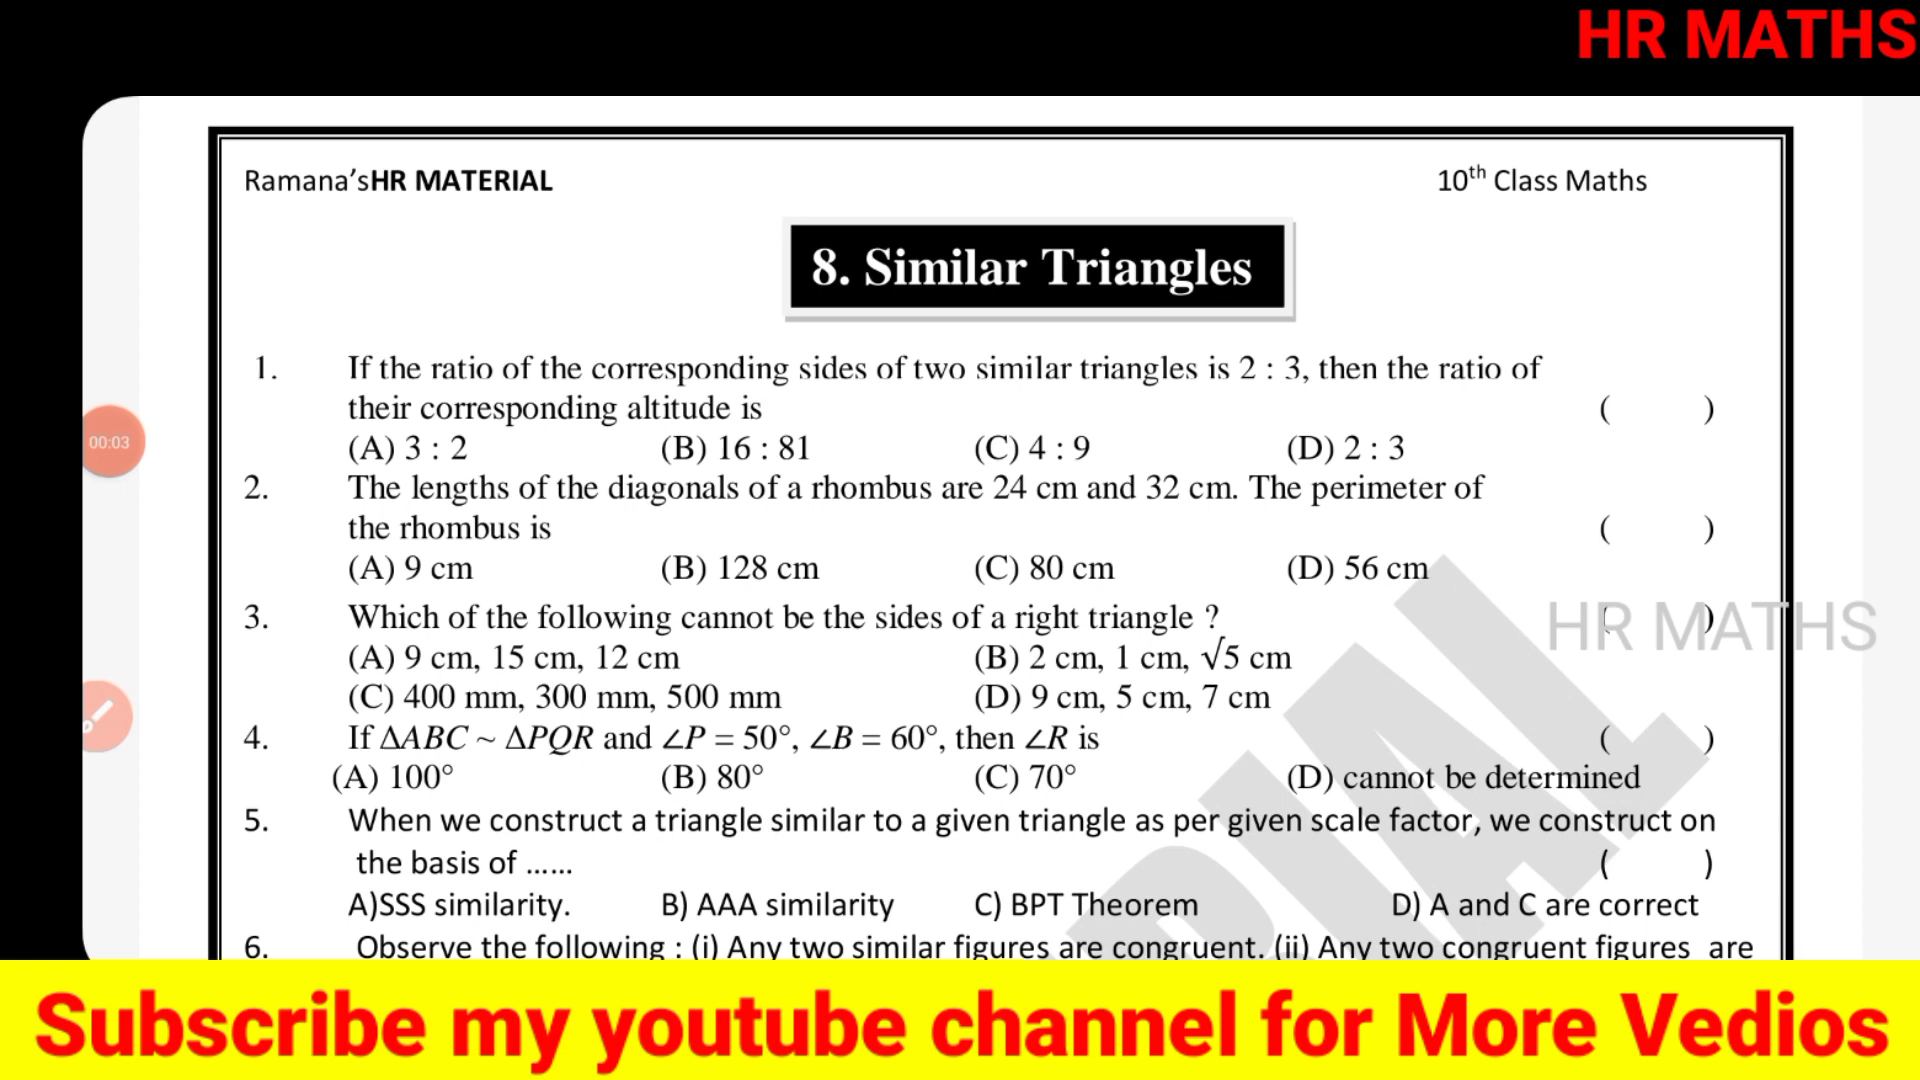 HR MATHS
Ramana'sHR MATERIAL 10th Class Maths
8. Similar Triangles
1. If the ratio of the corresponding sides of two similar triangles is 2 : 3, then the ratio of
their corresponding altitude is ( )
(A) 3 : 2 (B) 16 : 81 (C) 4 : 9 (D) 2 : 3
00:03
2. The lengths of the diagonals of a rhombus are 24 cm and 32 cm. The perimeter of
the rhombus is ( )
(A) 9 cm (B) 128 cm (C) 80 cm (D) 56 cm
3. Which of the following cannot be the sides of a right triangle ? ( )
HR MATHS
(A) 9 cm, 15 cm, 12 cm (B) 2 cm, 1 cm, √5 cm
(C) 400 mm, 300 mm, 500 mm (D) 9 cm, 5 cm, 7 cm
4. If ΔABC ~ ΔPQR and ∠P = 50°, ∠B = 60°, then ∠R is ( )
(A) 100° (B) 80° (C) 70° (D) cannot be determined
5. When we construct a triangle similar to a given triangle as per given scale factor, we construct on
the basis of ...... ( )
A)SSS similarity. B) AAA similarity C) BPT Theorem D) A and C are correct
6. Observe the following : (i) Any two similar figures are congruent. (ii) Any two congruent figures are
Subscribe my youtube channel for More Vedios